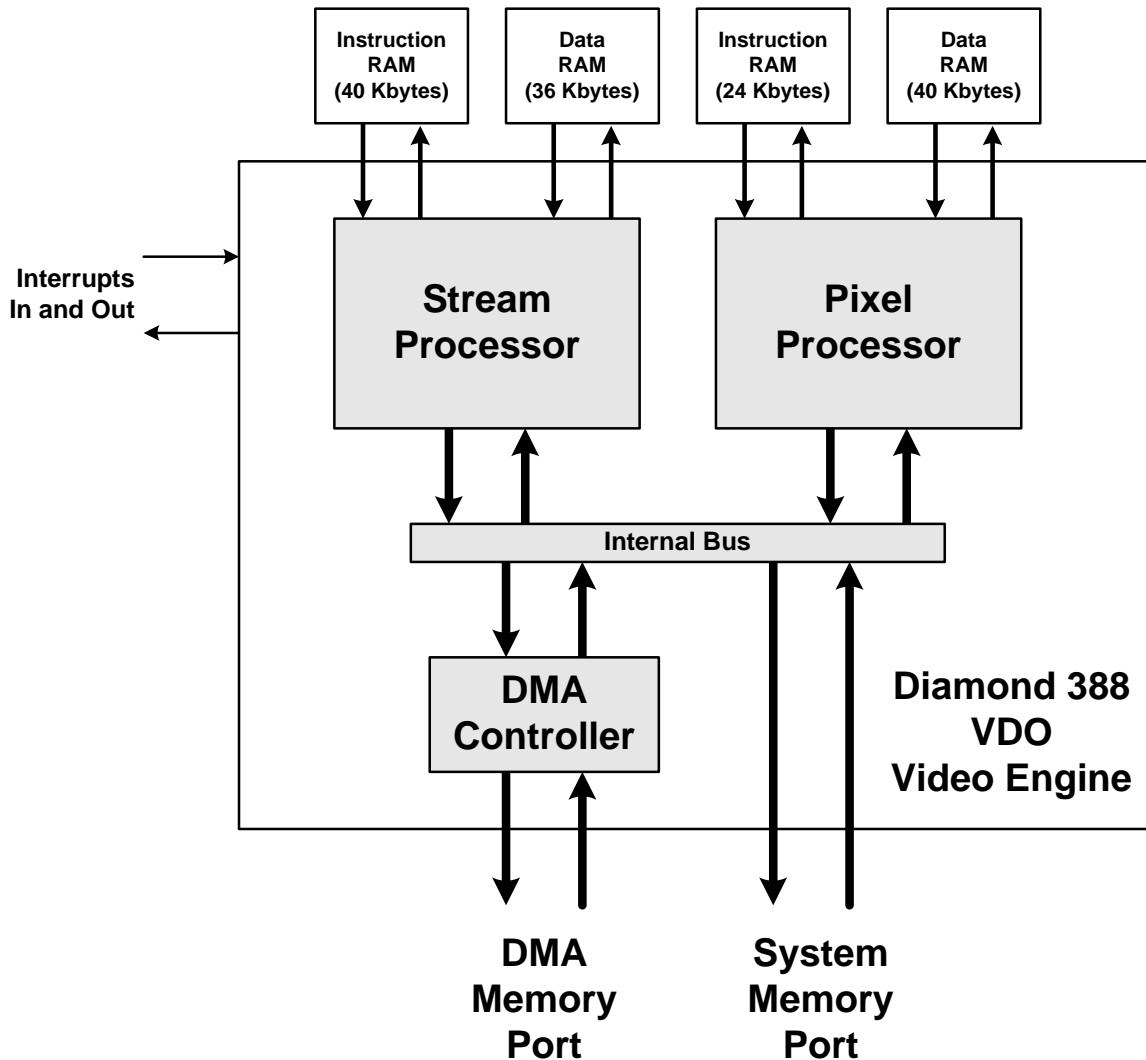 Instruction
RAM
(40 Kbytes)
Data
RAM
(36 Kbytes)
Instruction
RAM
(24 Kbytes)
Data
RAM
(40 Kbytes)
Interrupts
In and Out
Stream
Processor
Pixel
Processor
Internal Bus
DMA
Controller
Diamond 388
VDO
Video Engine
DMA
Memory
Port
System
Memory
Port